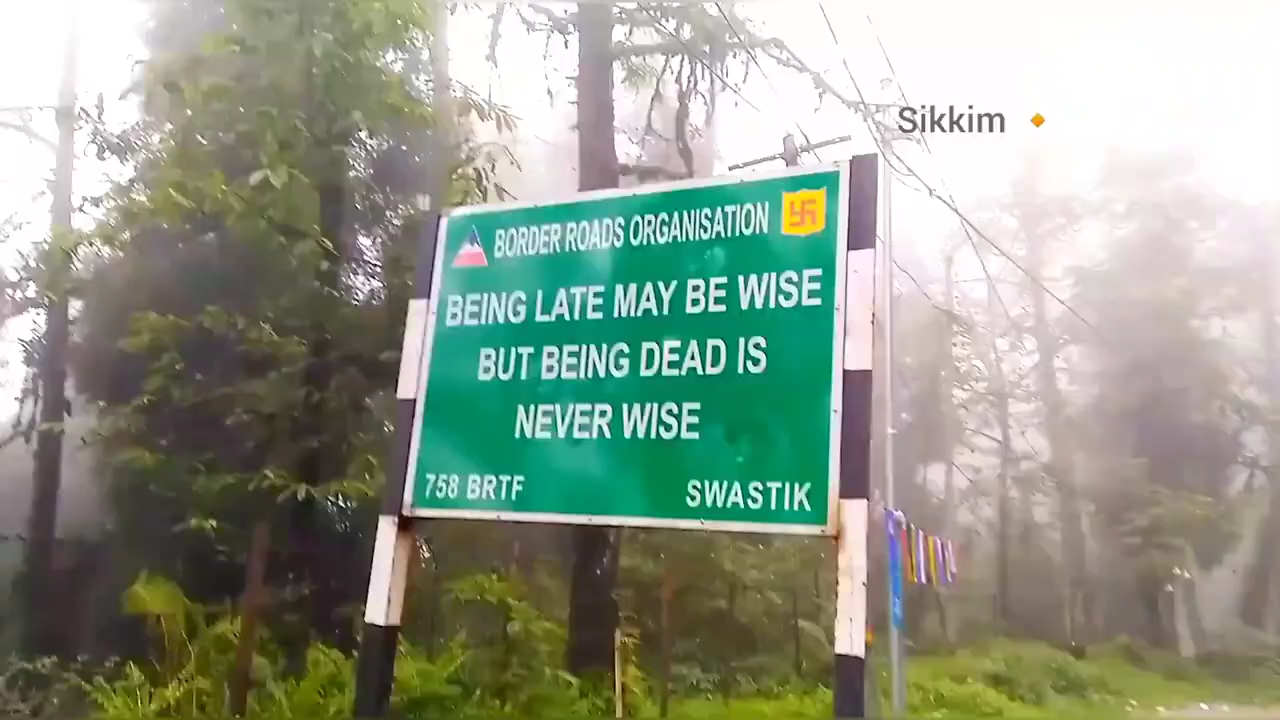 Sikkim
BORDER ROADS ORGANISATION
BEING LATE MAY BE WISE
BUT BEING DEAD IS
NEVER WISE
758 BRTF
SWASTIK